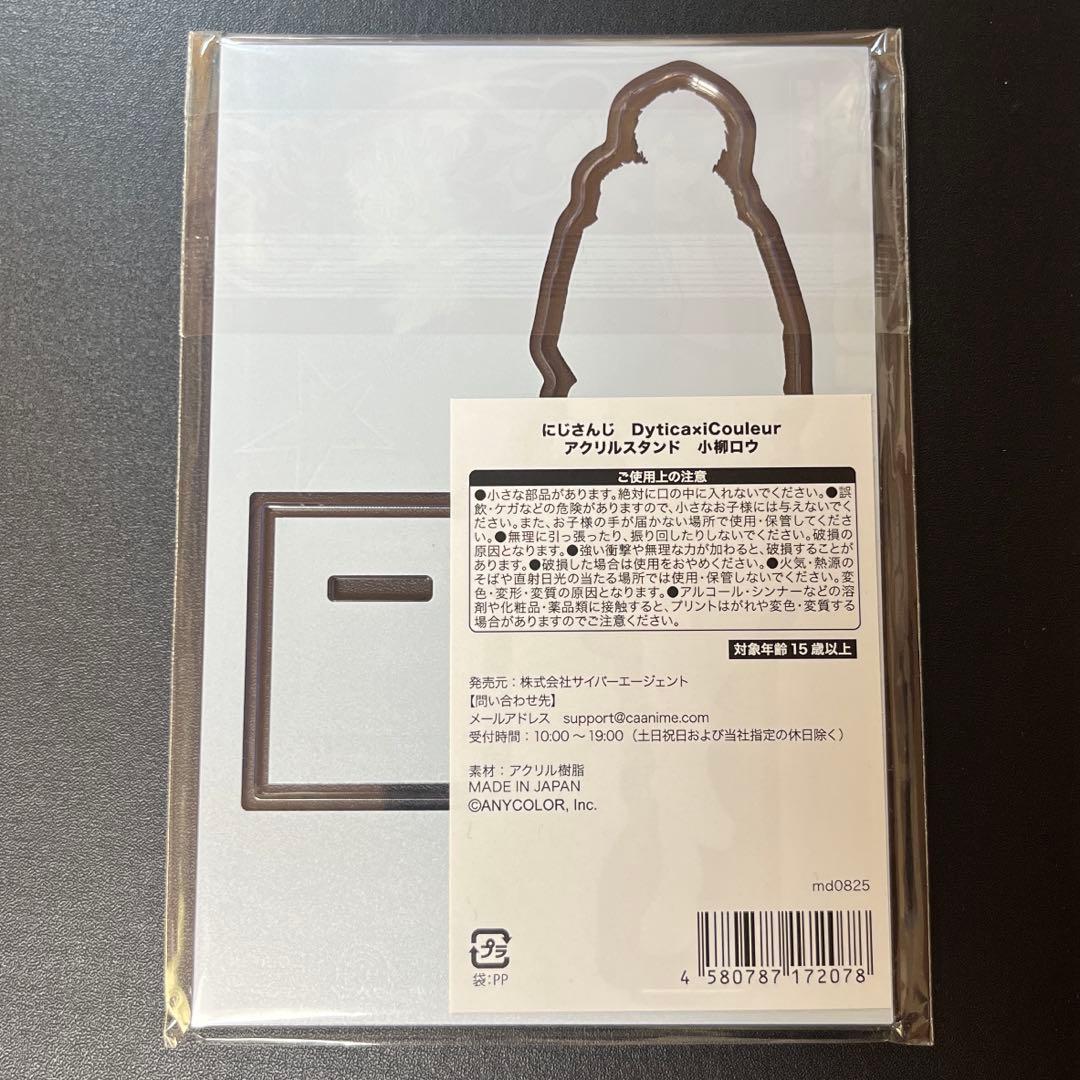 にじさんじ　Dytica×iCouleur
アクリルスタンド　小柳ロウ
ご使用上の注意
●小さな部品があります。絶対に口の中に入れないでください。●誤
飲・ケガなどの危険がありますので、小さなお子様には与えないでく
ださい。また、お子様の手が届かない場所で使用・保管してくださ
い。●無理に引っ張ったり、振り回したりしないでください。破損の
原因となります。●強い衝撃や無理な力が加わると、破損することが
あります。●破損した場合は使用をおやめください。●火気・熱源の
そばや直射日光の当たる場所では使用・保管しないでください。変
色・変形・変質の原因となります。●アルコール・シンナーなどの溶
剤や化粧品・薬品類に接触すると、プリントはがれや変色・変質する
場合がありますのでご注意ください。
対象年齢15歳以上
発売元：株式会社サイバーエージェント
【問い合わせ先】
メールアドレス　support@caanime.com
受付時間：10:00～19:00（土日祝日および当社指定の休日除く）
素材：アクリル樹脂
MADE IN JAPAN
©ANYCOLOR, Inc.
md0825
プラ
袋:PP
4 580787 172078